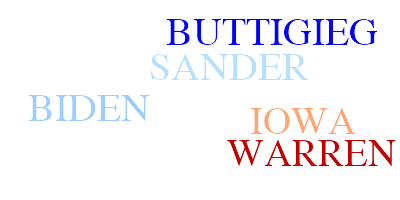 BUTTIGIEG
SANDER
BIDEN
IOWA
WARREN